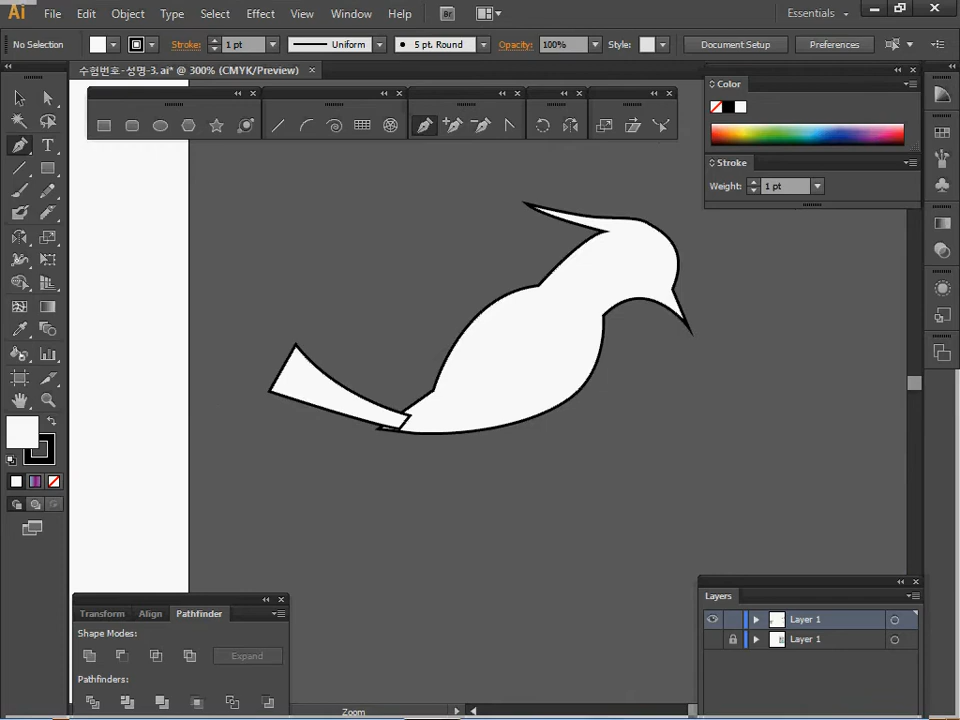 Ai File Edit Object Type Select Effect View Window Help Br Essentials
No Selection Stroke: 1 pt Uniform 5 pt. Round Opacity: 100% Style: Document Setup Preferences
수험번호-성명-3.ai* @ 300% (CMYK/Preview)
Color
Stroke
Weight: 1 pt
T
Transform Align Pathfinder
Shape Modes:
Expand
Pathfinders:
Layers
Layer 1
Layer 1
Zoom